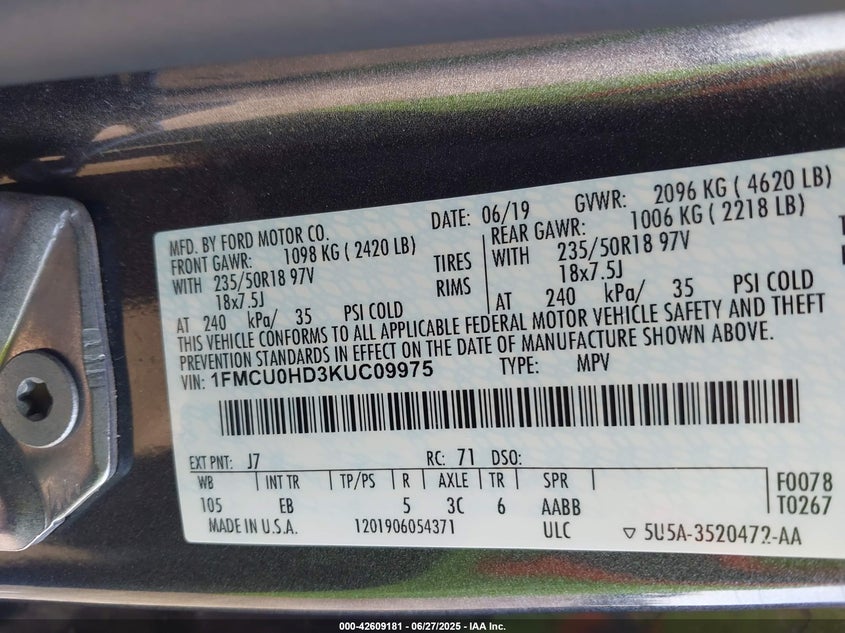 MFD. BY FORD MOTOR CO. DATE: 06/19 GVWR: 2096 KG ( 4620 LB)
FRONT GAWR: 1098 KG ( 2420 LB) REAR GAWR: 1006 KG ( 2218 LB)
WITH 235/50R18 97V TIRES WITH 235/50R18 97V
18x7.5J RIMS 18x7.5J
AT 240 kPa/ 35 PSI COLD AT 240 kPa/ 35 PSI COLD
THIS VEHICLE CONFORMS TO ALL APPLICABLE FEDERAL MOTOR VEHICLE SAFETY AND THEFT
PREVENTION STANDARDS IN EFFECT ON THE DATE OF MANUFACTURE SHOWN ABOVE.
VIN: 1FMCU0HD3KUC09975 TYPE: MPV
EXT PNT: J7 RC: 71 DSO:
WB INT TR TP/PS R AXLE TR SPR F0078
105 EB 5 3C 6 AABB T0267
MADE IN U.S.A. 1201906054371 ULC ▽ 5U5A-3520472-AA
000-42609181 - 06/27/2025 - IAA Inc.